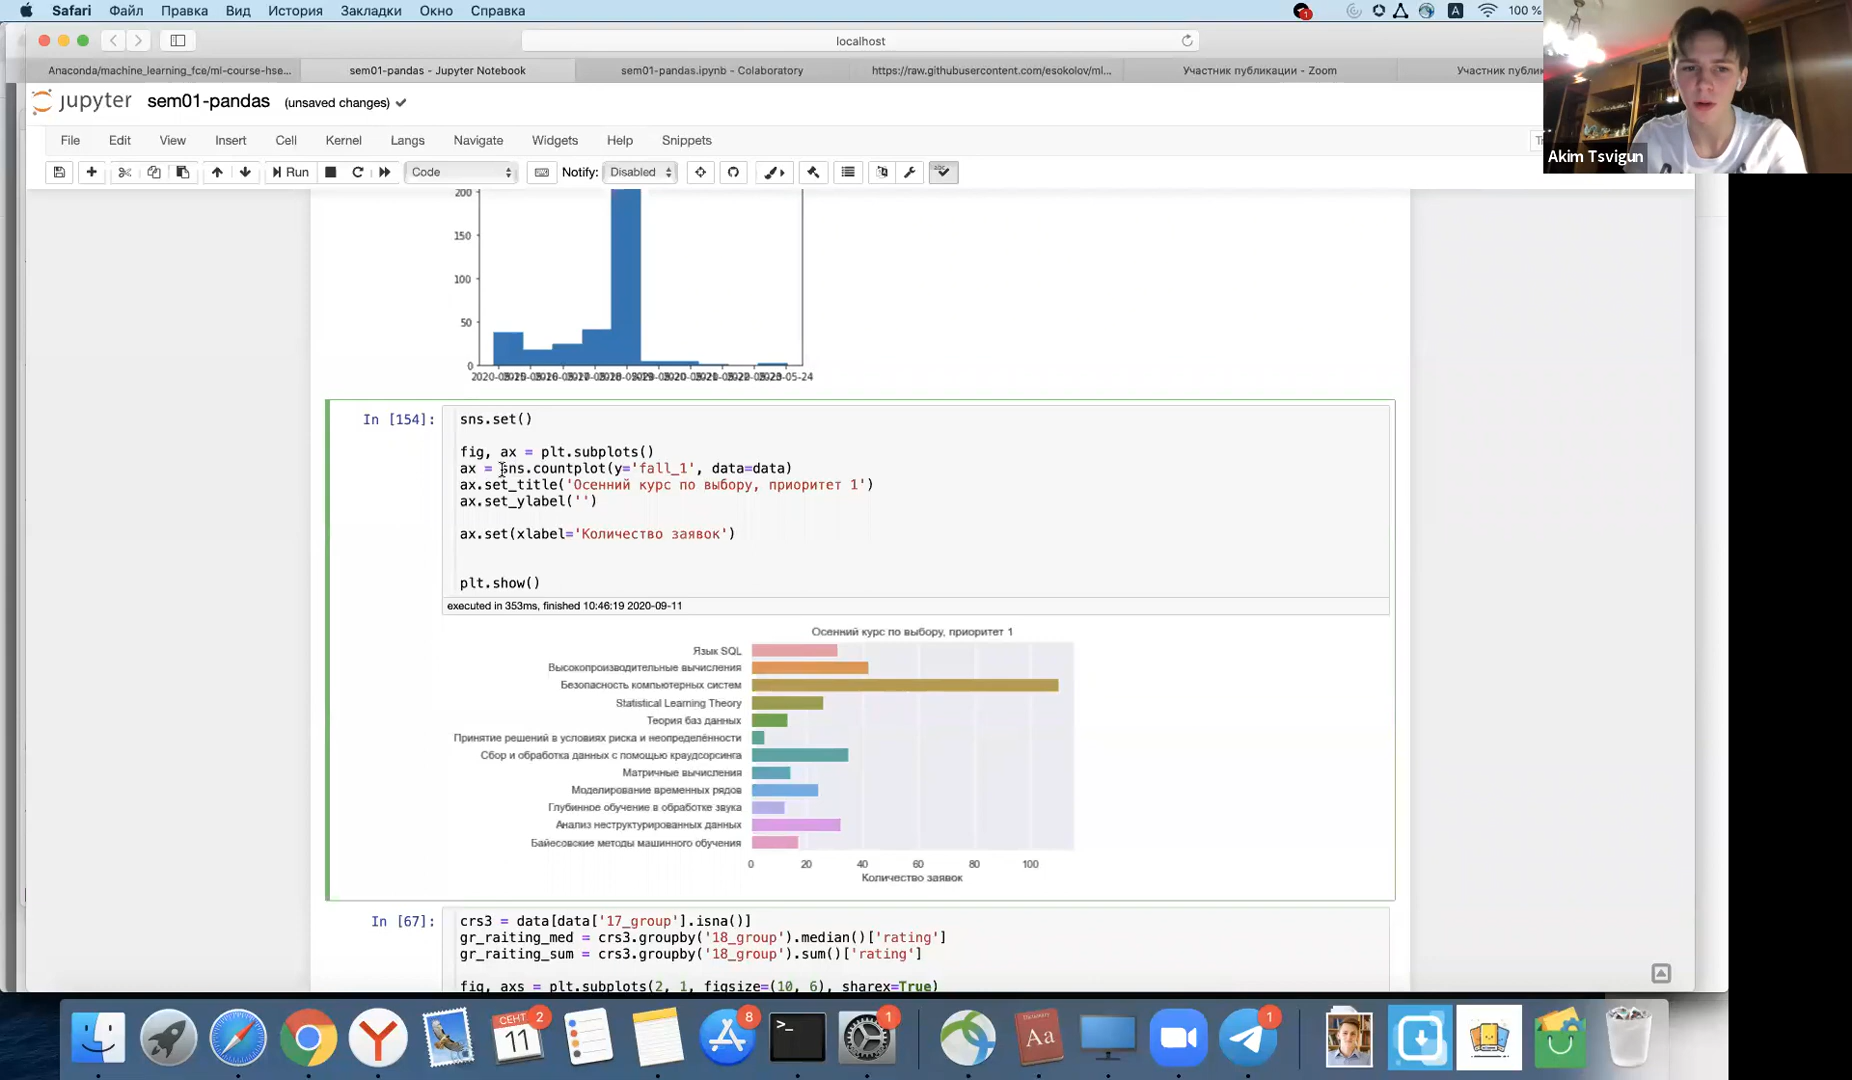 Safari Файл Правка Вид История Закладки Окно Справка
1 A 100 %
localhost
Anaconda/machine_learning_fce/ml-course-hse... sem01-pandas - Jupyter Notebook sem01-pandas.ipynb - Colaboratory https://raw.githubusercontent.com/esokolov/ml... Участник публикации - Zoom Участник публик
Jupyter sem01-pandas (unsaved changes)
File Edit View Insert Cell Kernel Langs Navigate Widgets Help Snippets
Akim Tsvigun
Run Code Notify: Disabled
200
150
100
50
0
In [154]: sns.set()
fig, ax = plt.subplots()
ax = sns.countplot(y='fall_1', data=data)
ax.set_title('Осенний курс по выбору, приоритет 1')
ax.set_ylabel('')
ax.set(xlabel='Количество заявок')
plt.show()
executed in 353ms, finished 10:46:19 2020-09-11
Осенний курс по выбору, приоритет 1
Язык SQL
Высокопроизводительные вычисления
Безопасность компьютерных систем
Statistical Learning Theory
Теория баз данных
Принятие решений в условиях риска и неопределённости
Сбор и обработка данных с помощью краудсорсинга
Матричные вычисления
Моделирование временных рядов
Глубинное обучение в обработке звука
Анализ неструктурированных данных
Байесовские методы машинного обучения
0 20 40 60 80 100
Количество заявок
In [67]: crs3 = data[data['17_group'].isna()]
gr_raiting_med = crs3.groupby('18_group').median()['rating']
gr_raiting_sum = crs3.groupby('18_group').sum()['rating']
fig, axs = plt.subplots(2, 1, figsize=(10, 6), sharex=True)
СЕНТ 2 8 1 1
11 Aa